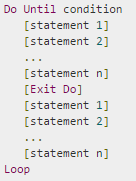 Do Until condition
[statement 1]
[statement 2]
...
[statement n]
[Exit Do]
[statement 1]
[statement 2]
...
[statement n]
Loop